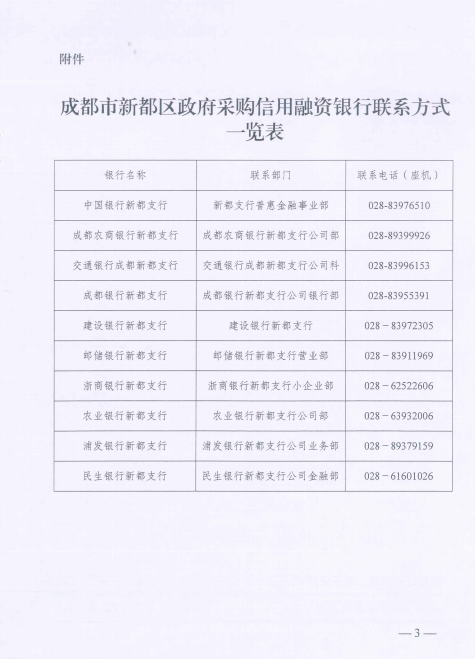 附件
成都市新都区政府采购信用融资银行联系方式
一览表
银行名称 联系部门 联系电话（座机）
中国银行新都支行 新都支行普惠金融事业部 028-83976510
成都农商银行新都支行 成都农商银行新都支行公司部 028-89399926
交通银行成都新都支行 交通银行成都新都支行公司科 028-83996153
成都银行新都支行 成都银行新都支行公司银行部 028-83955391
建设银行新都支行 建设银行新都支行 028－83972305
邮储银行新都支行 邮储银行新都支行营业部 028－83911969
浙商银行新都支行 浙商银行新都支行小企业部 028－62522606
农业银行新都支行 农业银行新都支行公司部 028－63932006
浦发银行新都支行 浦发银行新都支行公司业务部 028－89379159
民生银行新都支行 民生银行新都支行公司金融部 028－61601026
—3—